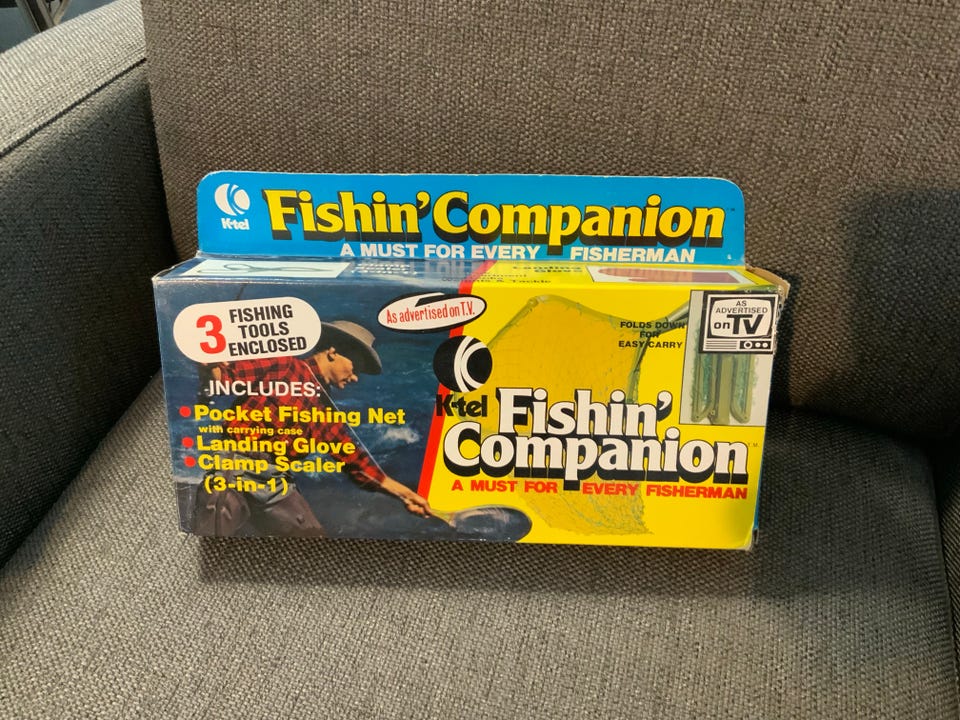 K-tel
Fishin' Companion
A MUST FOR EVERY FISHERMAN
3 FISHING
TOOLS
ENCLOSED
As advertised on T.V.
INCLUDES:
•Pocket Fishing Net
with carrying case
•Landing Glove
•Clamp Scaler
(3-in-1)
FOLDS DOWN
FOR
EASY CARRY
AS
ADVERTISED
on TV
K-tel
Fishin'
Companion
T.M.
A MUST FOR EVERY FISHERMAN